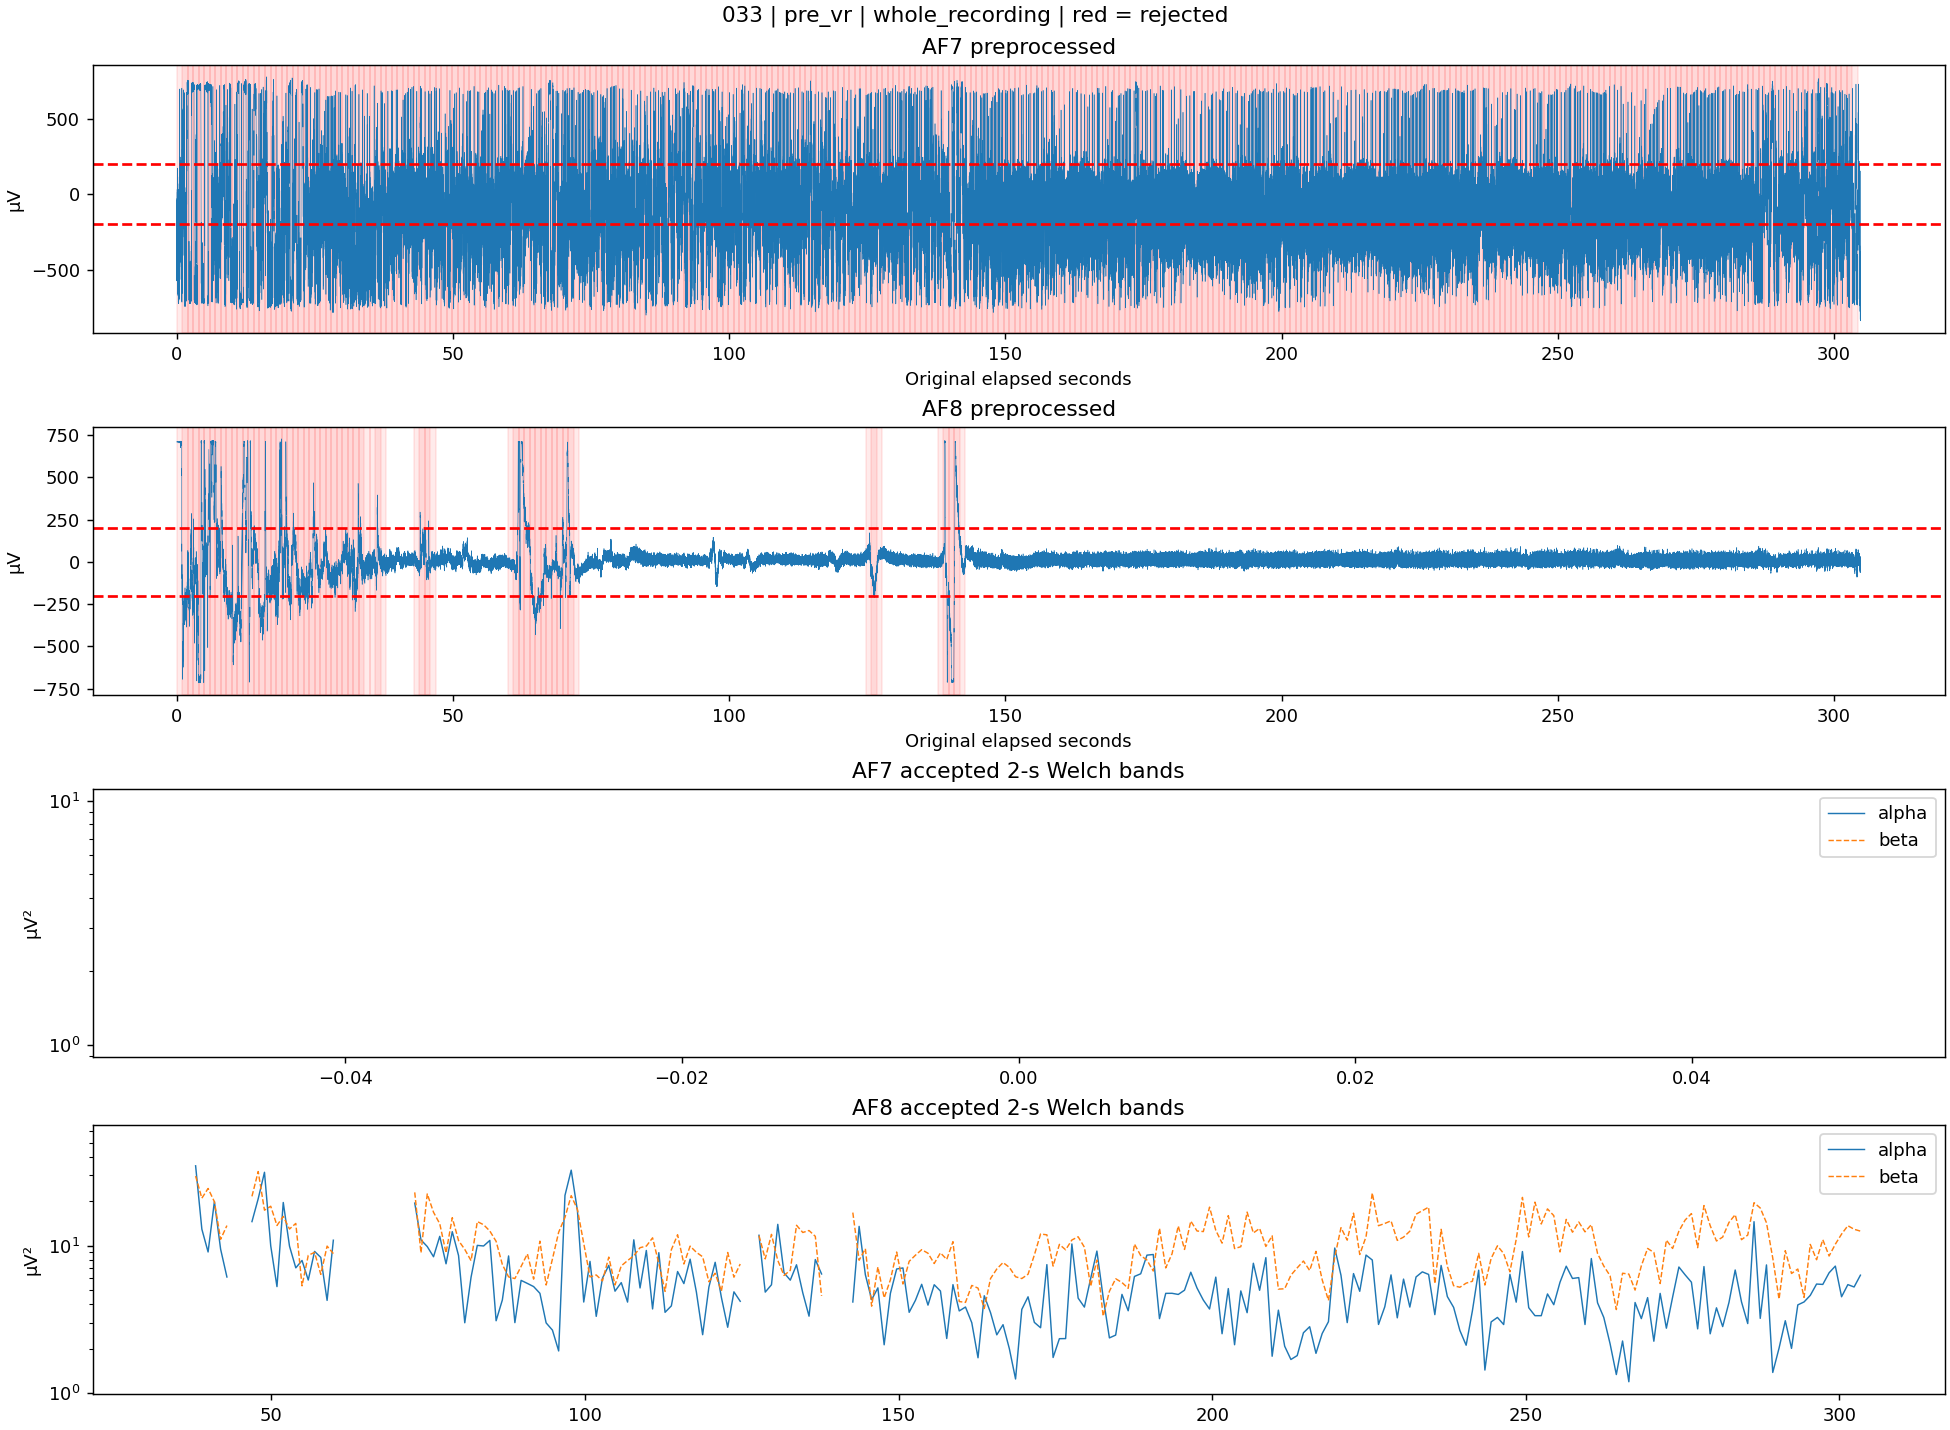 033 | pre_vr | whole_recording | red = rejected
AF7 preprocessed
µV
500
0
−500
0 50 100 150 200 250 300
Original elapsed seconds
AF8 preprocessed
µV
750
500
250
0
−250
−500
−750
0 50 100 150 200 250 300
Original elapsed seconds
AF7 accepted 2-s Welch bands
µV²
10¹
10⁰
alpha
beta
−0.04 −0.02 0.00 0.02 0.04
AF8 accepted 2-s Welch bands
µV²
10¹
10⁰
alpha
beta
50 100 150 200 250 300